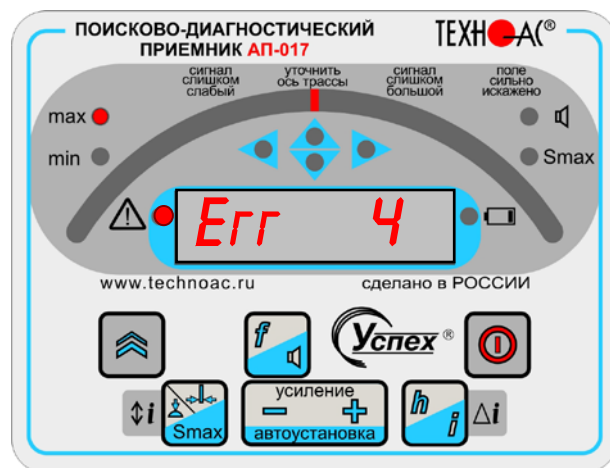 ПОИСКОВО-ДИАГНОСТИЧЕСКИЙ
ПРИЕМНИК АП-017
ТЕХНО-АС®
сигнал
слишком
слабый
уточнить
ось трассы
сигнал
слишком
большой
поле
сильно
искажено
max
min
Smax
Err 4
www.technoac.ru
сделано в РОССИИ
f
Успех®
i
Smax
усиление
автоустановка
h
i
Δi